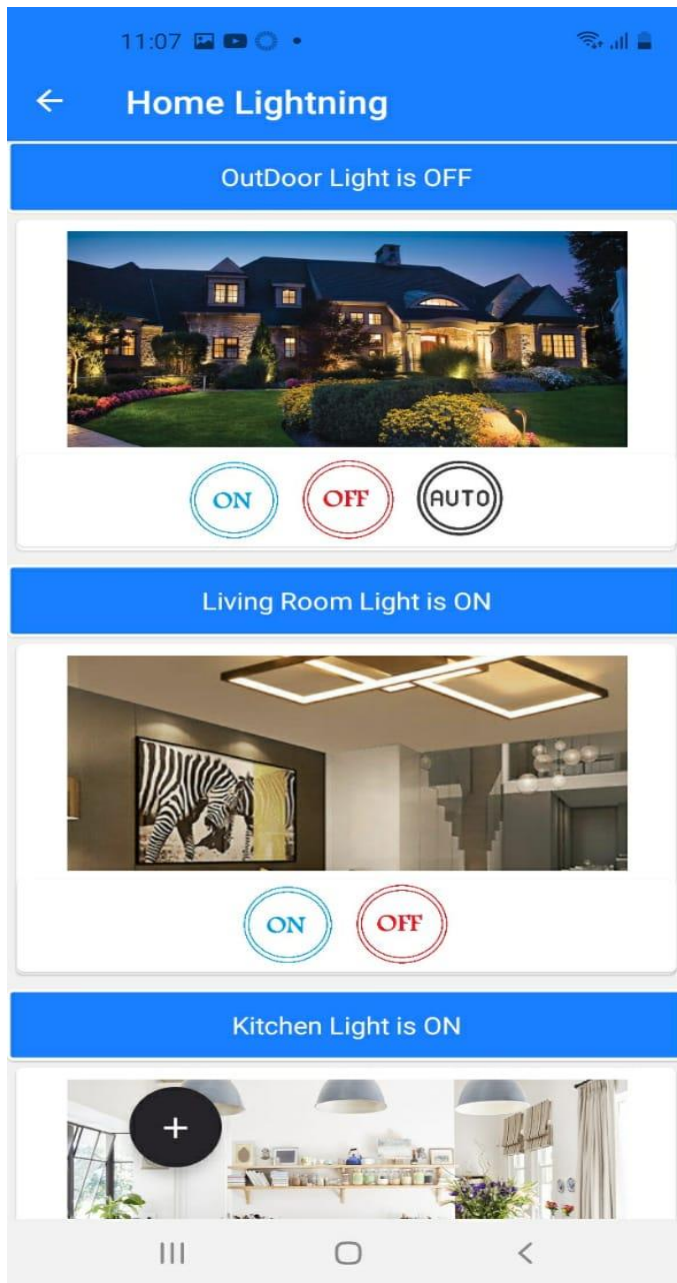 11:07
Home Lightning
OutDoor Light is OFF
ON OFF AUTO
Living Room Light is ON
ON OFF
Kitchen Light is ON
+